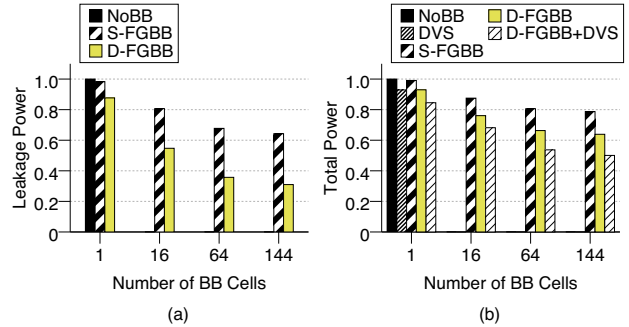 NoBB
S-FGBB
D-FGBB
1.0
0.8
0.6
0.4
0.2
0
Leakage Power
1 16 64 144
Number of BB Cells
(a)
NoBB D-FGBB
DVS D-FGBB+DVS
S-FGBB
1.0
0.8
0.6
0.4
0.2
0
Total Power
1 16 64 144
Number of BB Cells
(b)